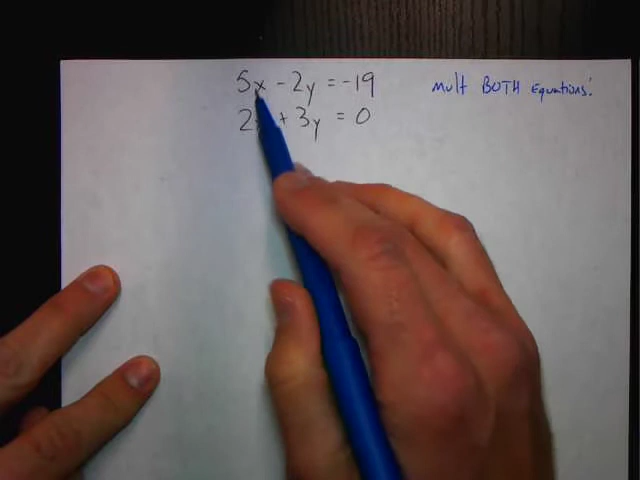 5x - 2y = -19
mult BOTH Equations!
2 + 3y = 0